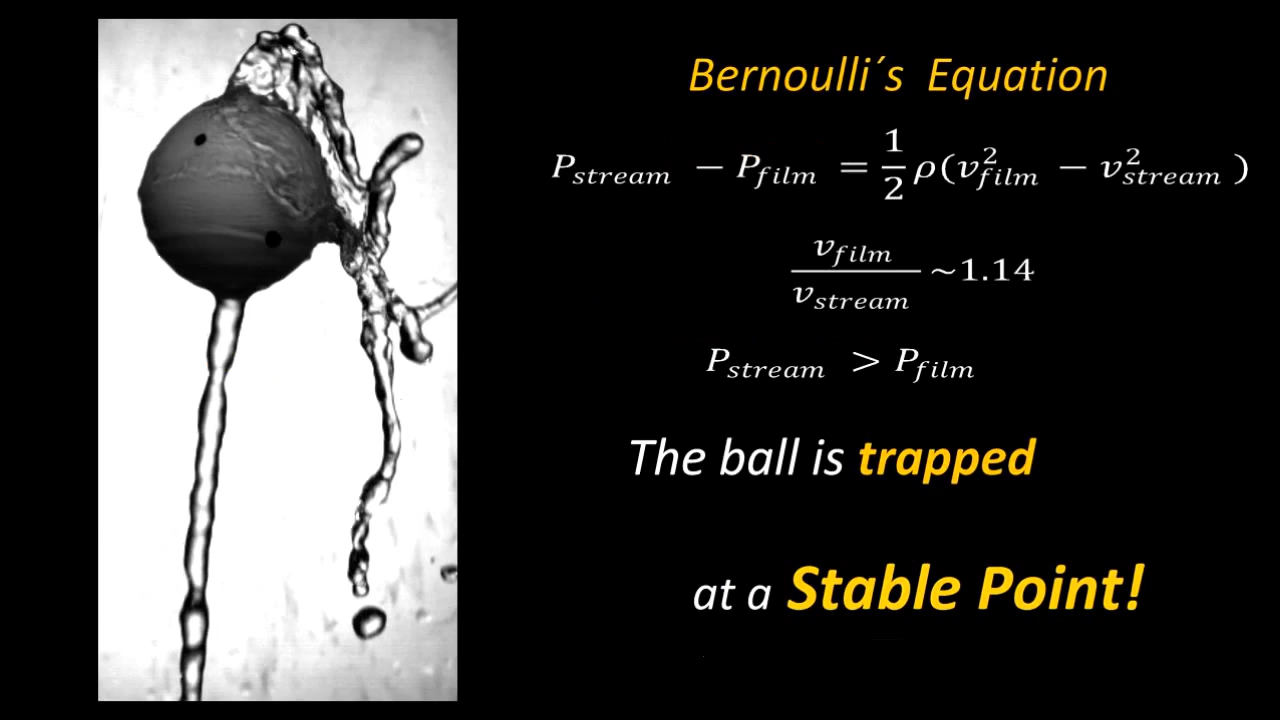 Bernoulli´s Equation
P_stream − P_film = 1/2 ρ(v²_film − v²_stream )
v_film / v_stream ~1.14
P_stream > P_film
The ball is trapped
at a Stable Point!